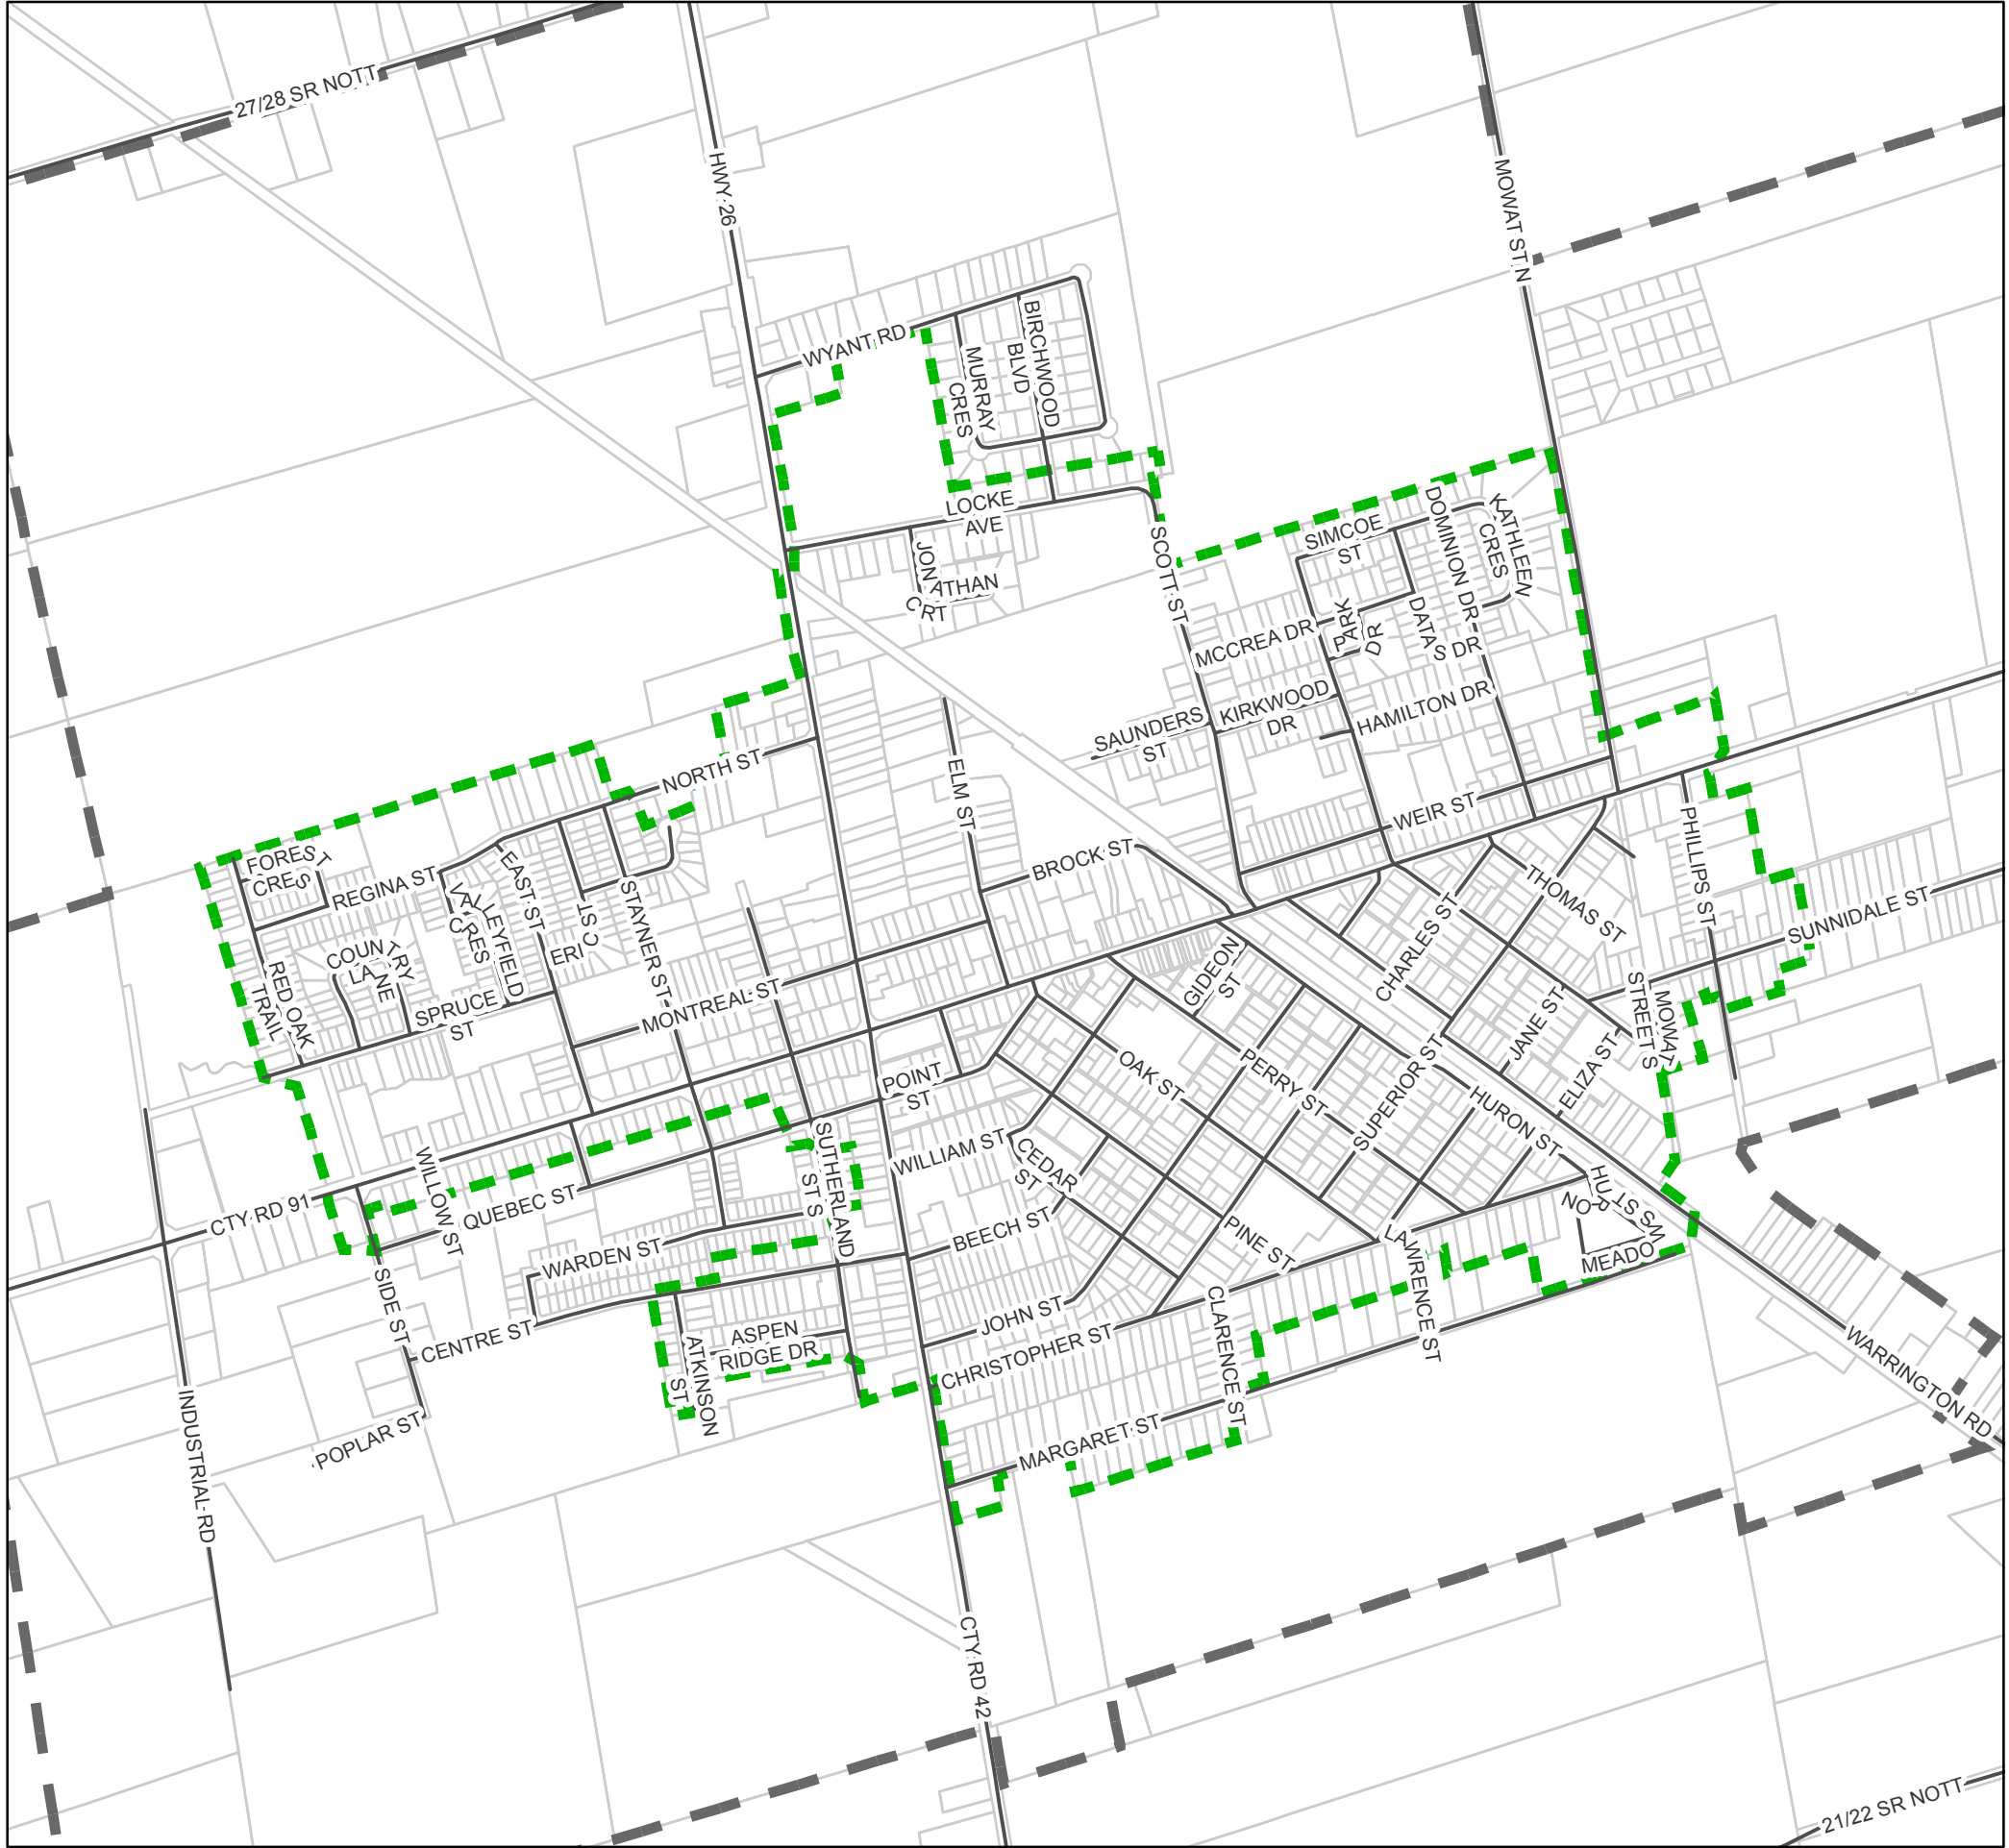 27/28 SR NOTT
HWY 26
MOWAT ST N
WYANT RD
BIRCHWOOD
BLVD
MURRAY
CRES
LOCKE
AVE
JONATHAN
CRT
SCOTT ST
SIMCOE
ST
DOMINION DR
KATHLEEN
CRES
MCCREA DR
PARK
DR
DATAS DR
KIRKWOOD
DR
HAMILTON DR
SAUNDERS
ST
NORTH ST
ELM ST
WEIR ST
BROCK ST
PHILLIPS ST
FOREST
CRES
REGINA ST
EAST ST
VALLEYFIELD
CRES
ERIC ST
STAYNER ST
COUNTRY
LANE
RED OAK
TRAIL
SPRUCE
ST
MONTREAL ST
GIDEON
ST
CHARLES ST
THOMAS ST
SUNNIDALE ST
MOWAT
STREET S
JANE ST
ELIZA ST
POINT
ST
OAK ST
PERRY ST
SUPERIOR ST
HURON ST
WILLIAM ST
CEDAR
ST
SUTHERLAND
ST S
WILLOW ST
QUEBEC ST
CTY RD 91
WARDEN ST
BEECH ST
PINE ST
LAWRENCE ST
HURON
MEADOWS ST
SIDE ST
CENTRE ST
ASPEN
RIDGE DR
ATKINSON
ST
JOHN ST
CHRISTOPHER ST
CLARENCE ST
MARGARET ST
WARRINGTON RD
INDUSTRIAL RD
POPLAR ST
CTY RD 42
21/22 SR NOTT